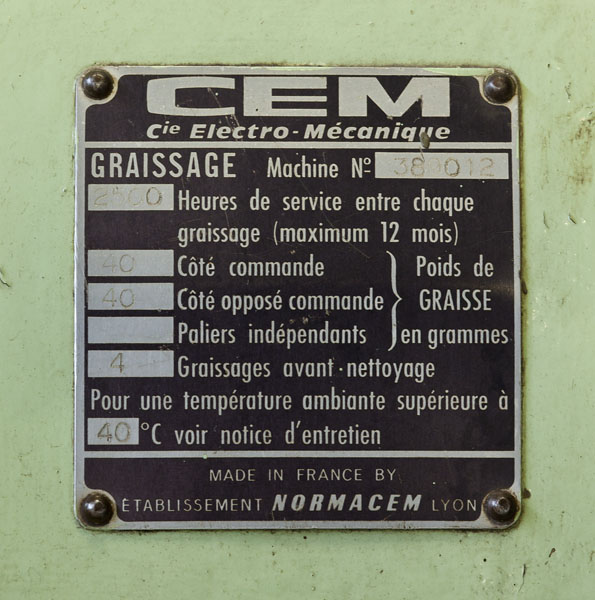 CEM
Cie Electro-Mécanique
GRAISSAGE Machine Nº
Heures de service entre chaque
graissage (maximum 12 mois)
40 Côté commande
40 Côté opposé commande
Paliers indépendants
Poids de
GRAISSE
en grammes
4 Graissages avant-nettoyage
Pour une température ambiante supérieure à
40 °C voir notice d'entretien
MADE IN FRANCE BY
ÉTABLISSEMENT NORMACEM LYON